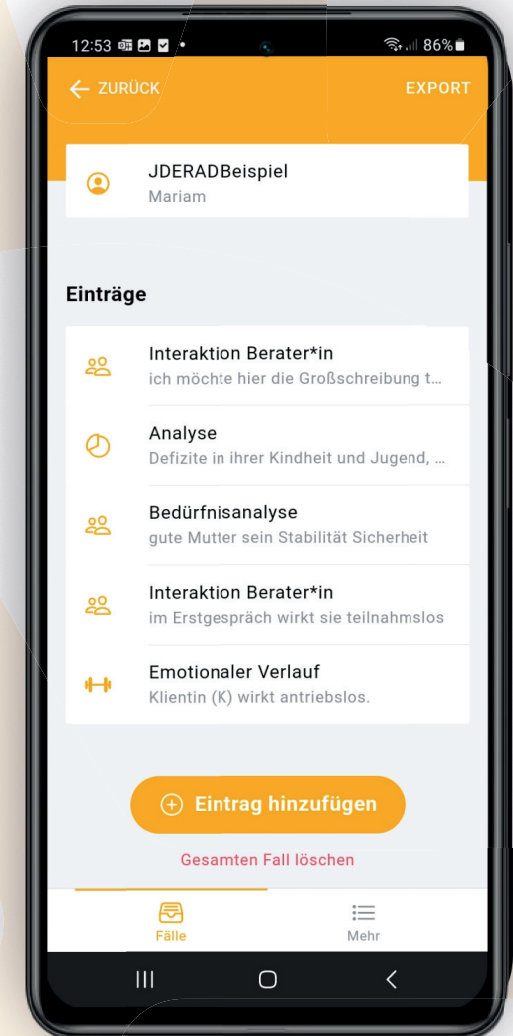 12:53
86%
ZURÜCK
EXPORT
JDERADBeispiel
Mariam
Einträge
Interaktion Berater*in
ich möchte hier die Großschreibung t...
Analyse
Defizite in ihrer Kindheit und Jugend, ...
Bedürfnisanalyse
gute Mutter sein Stabilität Sicherheit
Interaktion Berater*in
im Erstgespräch wirkt sie teilnahmslos
Emotionaler Verlauf
Klientin (K) wirkt antriebslos.
Eintrag hinzufügen
Gesamten Fall löschen
Fälle
Mehr